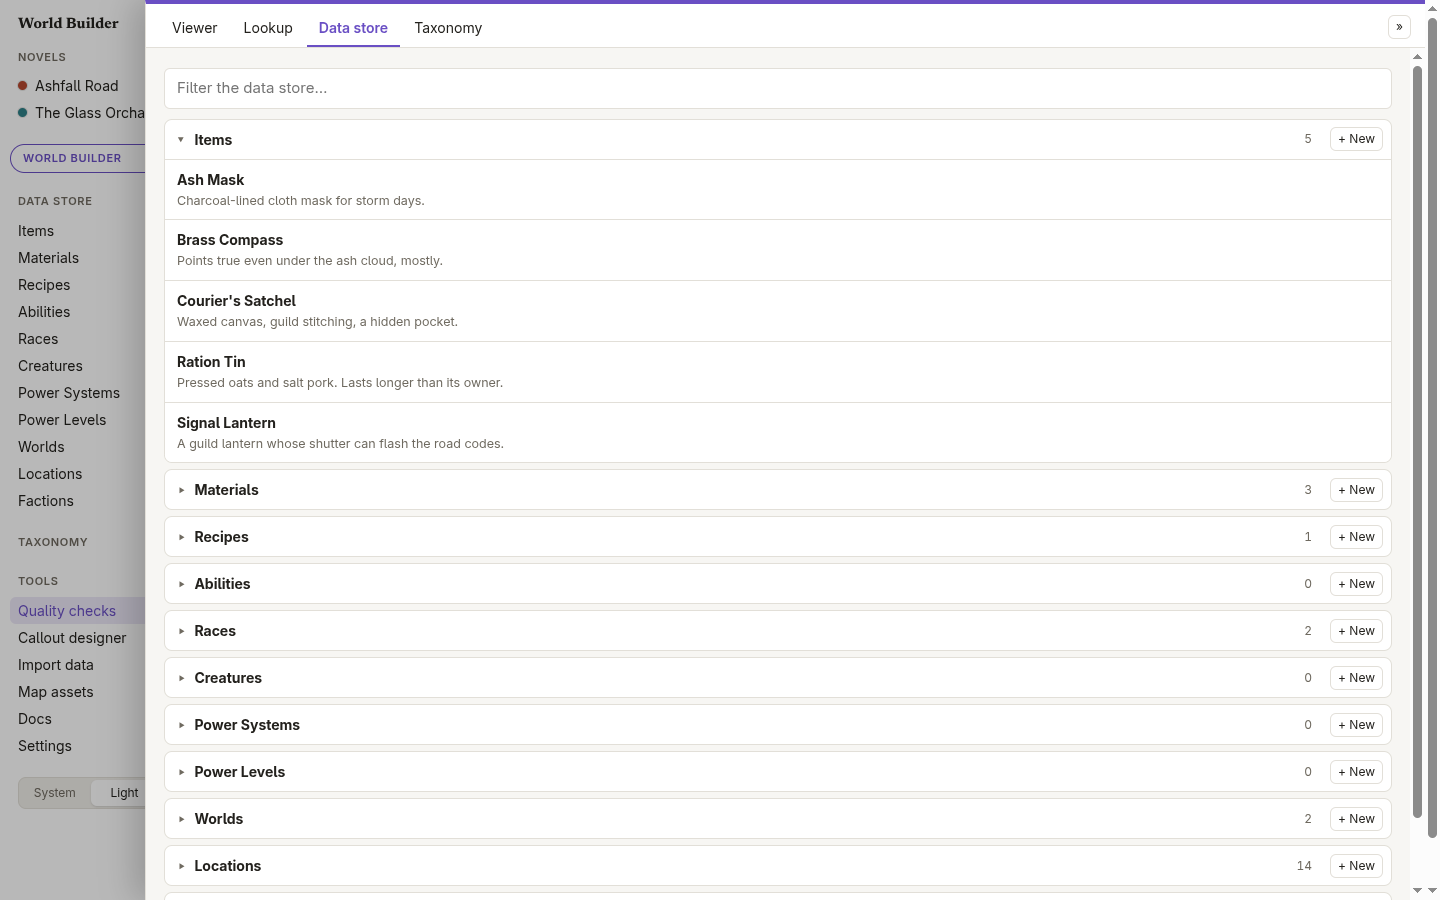 World Builder
NOVELS
Ashfall Road
The Glass Orcha
WORLD BUILDER
DATA STORE
Items
Materials
Recipes
Abilities
Races
Creatures
Power Systems
Power Levels
Worlds
Locations
Factions
TAXONOMY
TOOLS
Quality checks
Callout designer
Import data
Map assets
Docs
Settings
System Light
Viewer Lookup Data store Taxonomy »
Filter the data store...
Items 5 + New
Ash Mask
Charcoal-lined cloth mask for storm days.
Brass Compass
Points true even under the ash cloud, mostly.
Courier's Satchel
Waxed canvas, guild stitching, a hidden pocket.
Ration Tin
Pressed oats and salt pork. Lasts longer than its owner.
Signal Lantern
A guild lantern whose shutter can flash the road codes.
Materials 3 + New
Recipes 1 + New
Abilities 0 + New
Races 2 + New
Creatures 0 + New
Power Systems 0 + New
Power Levels 0 + New
Worlds 2 + New
Locations 14 + New